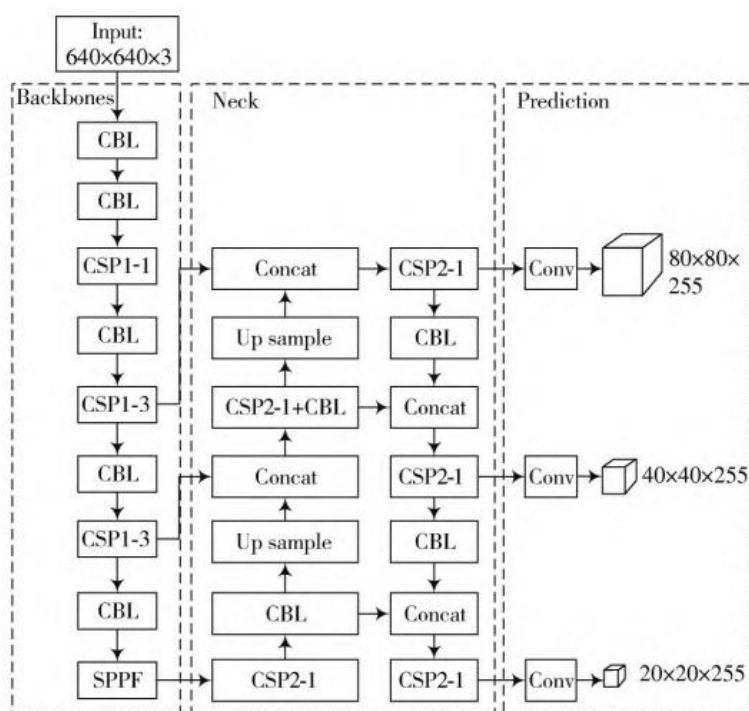 Input:
640×640×3
Backbones
CBL
CBL
CSP1-1
CBL
CSP1-3
CBL
CSP1-3
CBL
SPPF
Neck
Concat
Up sample
CSP2-1+CBL
Concat
Up sample
CBL
CSP2-1
CSP2-1
CBL
Concat
CSP2-1
CBL
Concat
CSP2-1
Prediction
Conv
80×80×
255
Conv
40×40×255
Conv
20×20×255